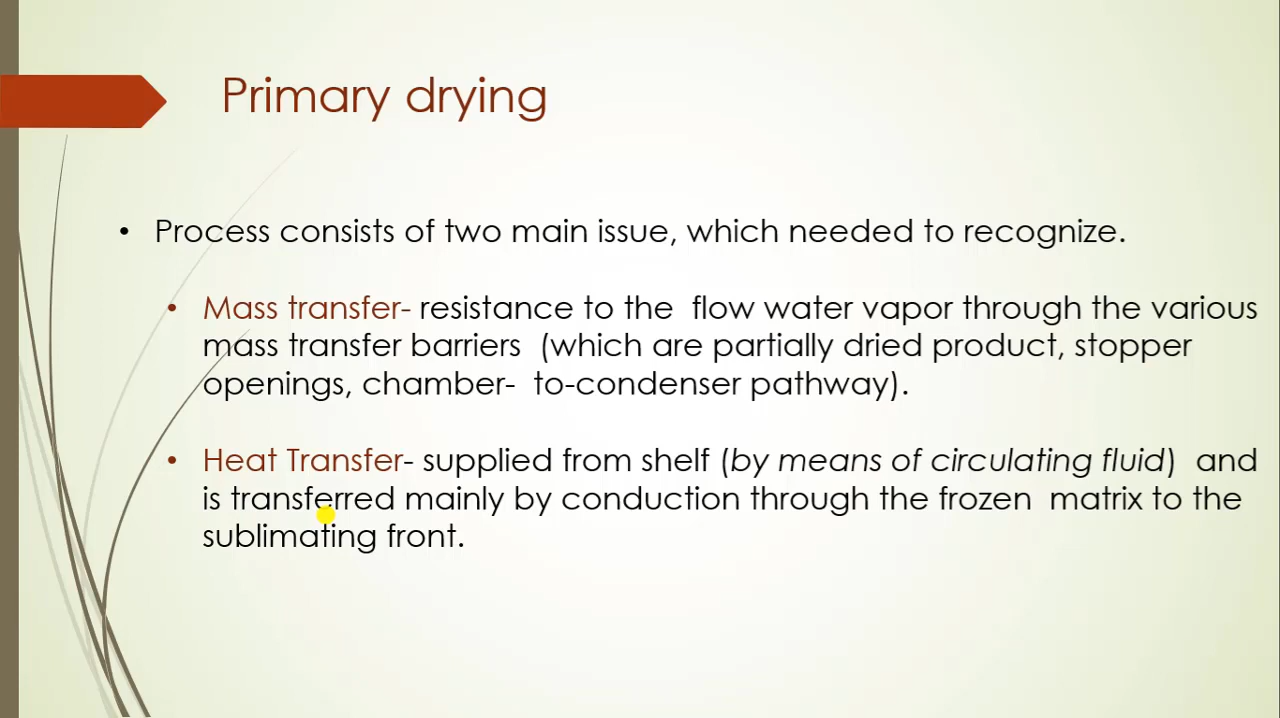 Primary drying
• Process consists of two main issue, which needed to recognize.
• Mass transfer- resistance to the flow water vapor through the various
mass transfer barriers (which are partially dried product, stopper
openings, chamber- to-condenser pathway).
• Heat Transfer- supplied from shelf (by means of circulating fluid) and
is transferred mainly by conduction through the frozen matrix to the
sublimating front.